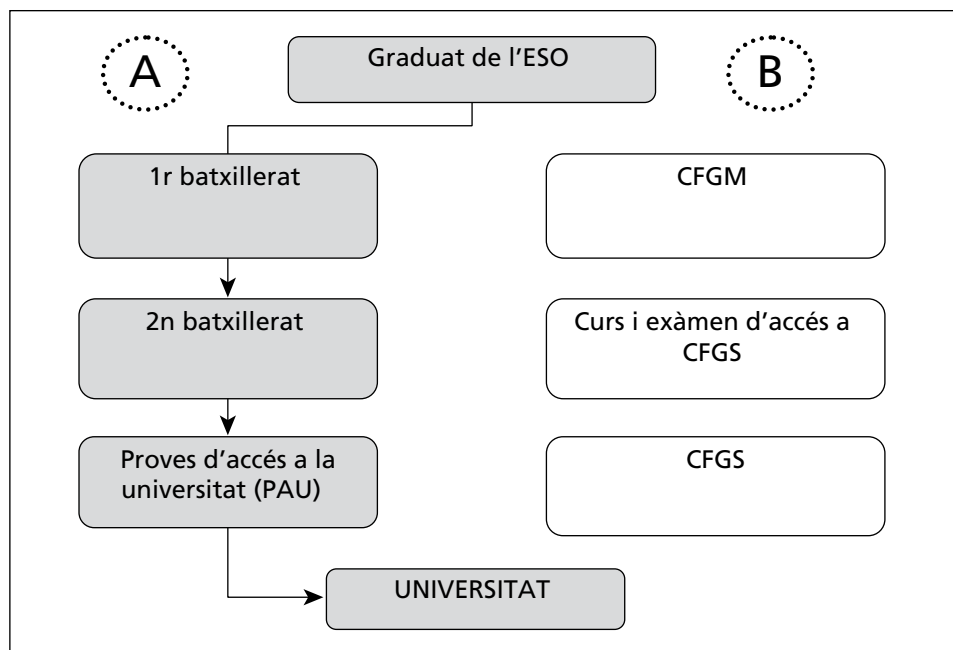 A
Graduat de l’ESO
B
1r batxillerat
CFGM
2n batxillerat
Curs i exàmen d’accés a
CFGS
Proves d’accés a la
universitat (PAU)
CFGS
UNIVERSITAT